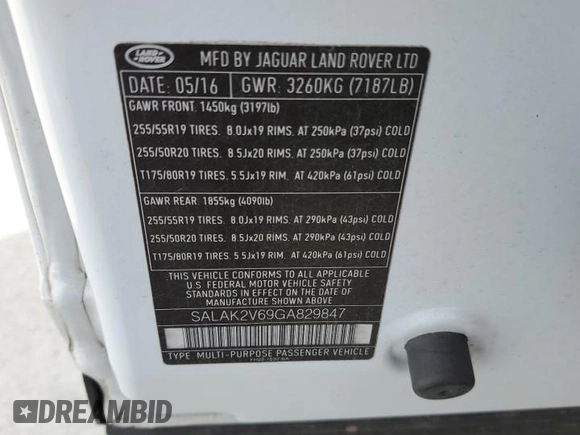 LAND ROVER
MFD BY JAGUAR LAND ROVER LTD
DATE: 05/16 GWR: 3260KG (7187LB)
GAWR FRONT: 1450kg (3197lb)
255/55R19 TIRES. 8.0Jx19 RIMS. AT 250kPa (37psi) COLD
255/50R20 TIRES. 8.5Jx20 RIMS. AT 250kPa (37psi) COLD
T175/80R19 TIRES. 5.5Jx19 RIM. AT 420kPa (61psi) COLD
GAWR REAR: 1855kg (4090lb)
255/55R19 TIRES. 8.0Jx19 RIMS. AT 290kPa (43psi) COLD
255/50R20 TIRES. 8.5Jx20 RIMS. AT 290kPa (43psi) COLD
T175/80R19 TIRES. 5.5Jx19 RIM. AT 420kPa (61psi) COLD
THIS VEHICLE CONFORMS TO ALL APPLICABLE
U.S FEDERAL MOTOR VEHICLE SAFETY
STANDARDS IN EFFECT ON THE DATE OF
MANUFACTURE SHOWN ABOVE.
SALAK2V69GA829847
TYPE: MULTI-PURPOSE PASSENGER VEHICLE
DREAMBID